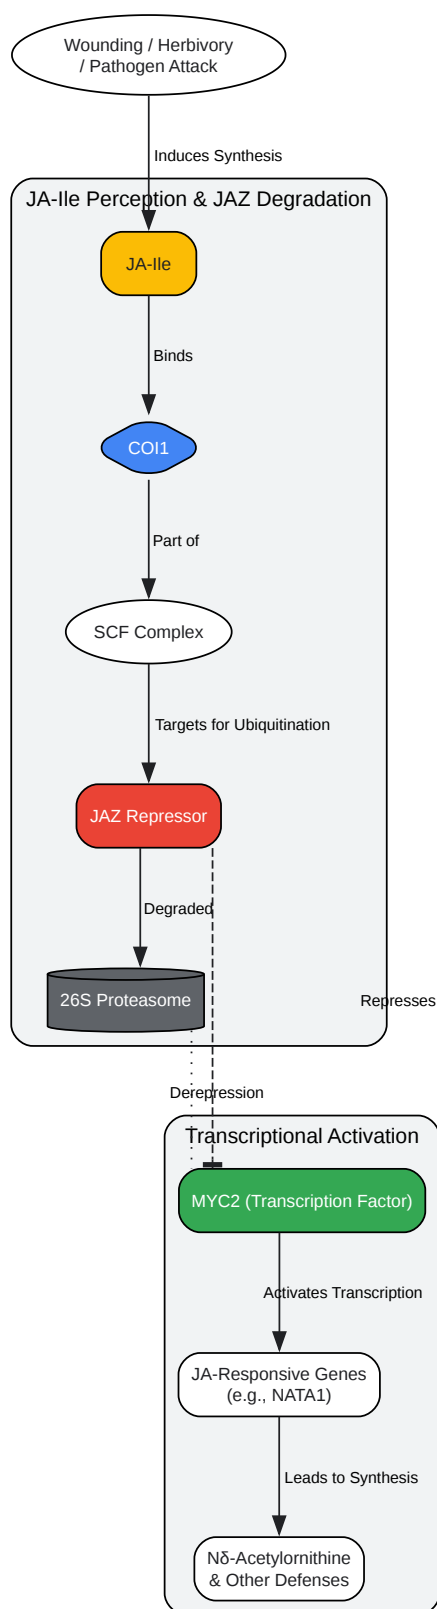 Wounding / Herbivory
/ Pathogen Attack
Induces Synthesis
JA-Ile Perception & JAZ Degradation
JA-Ile
Binds
COI1
Part of
SCF Complex
Targets for Ubiquitination
JAZ Repressor
Degraded
26S Proteasome
Represses
Derepression
Transcriptional Activation
MYC2 (Transcription Factor)
Activates Transcription
JA-Responsive Genes
(e.g., NATA1)
Leads to Synthesis
Nδ-Acetylornithine
& Other Defenses